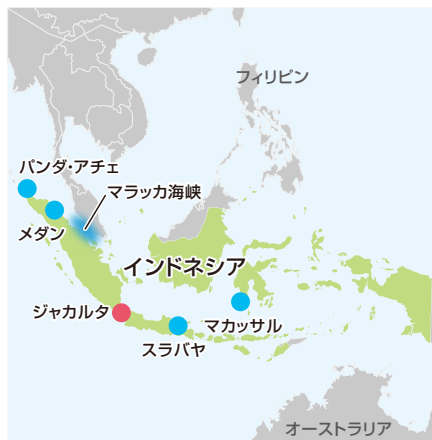 フィリピン
バンダ・アチェ
マラッカ海峡
メダン
インドネシア
ジャカルタ
マカッサル
スラバヤ
オーストラリア